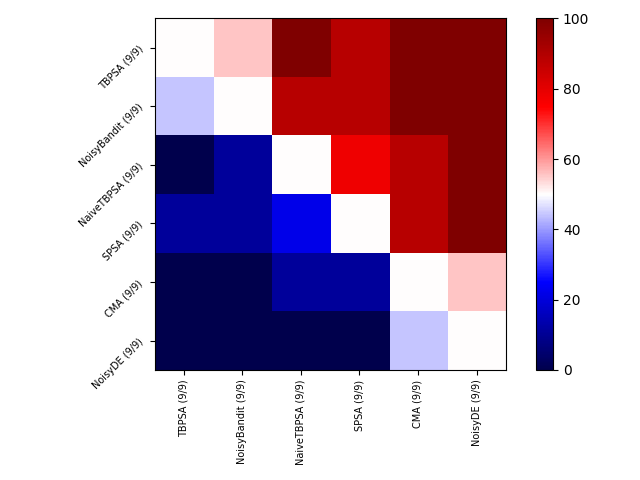 TBPSA (9/9)
NoisyBandit (9/9)
NaiveTBPSA (9/9)
SPSA (9/9)
CMA (9/9)
NoisyDE (9/9)
TBPSA (9/9)
NoisyBandit (9/9)
NaiveTBPSA (9/9)
SPSA (9/9)
CMA (9/9)
NoisyDE (9/9)
100
80
60
40
20
0